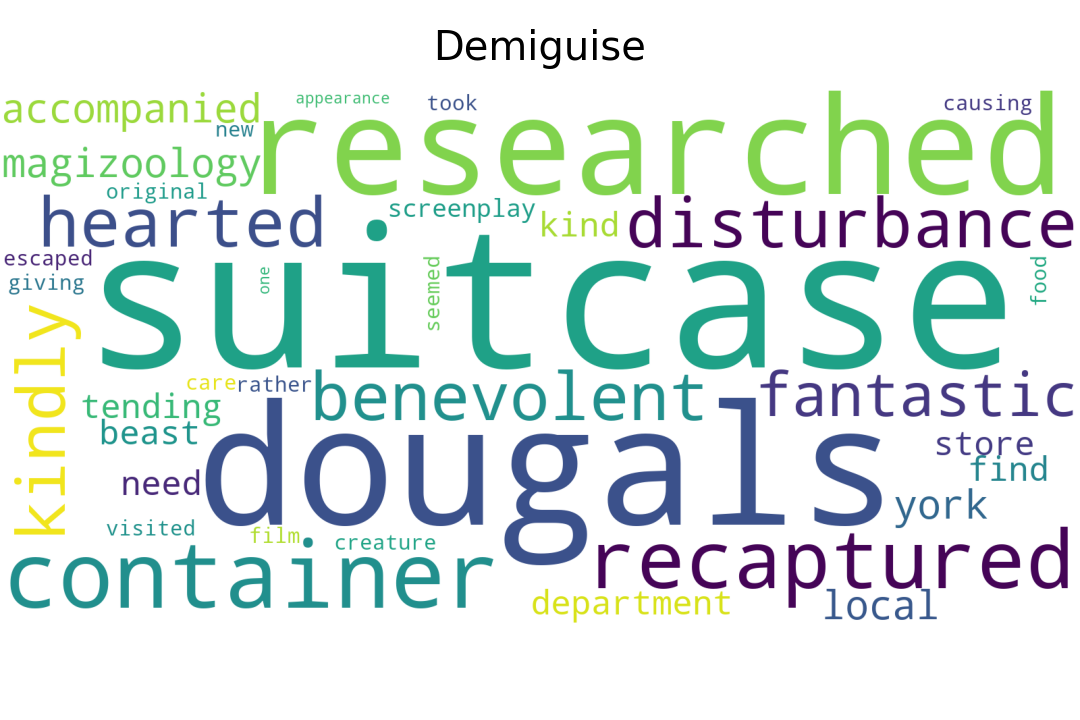 Demiguise
accompanied
appearance
took
causing
new
researched
magizoology
original
hearted
screenplay
kind
disturbance
escaped
giving
one
suitcase
seemed
food
kindly
care
rather
benevolent
fantastic
tending
beast
dougals
store
find
need
york
visited
film
creature
container
recaptured
department
local